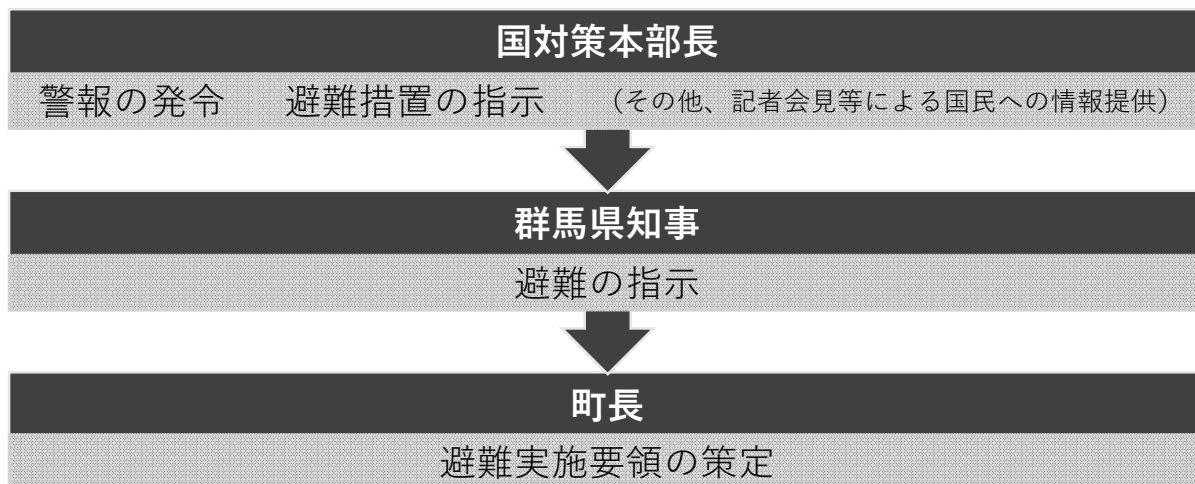 国対策本部長
警報の発令 避難措置の指示 （その他、記者会見等による国民への情報提供）
群馬県知事
避難の指示
町長
避難実施要領の策定